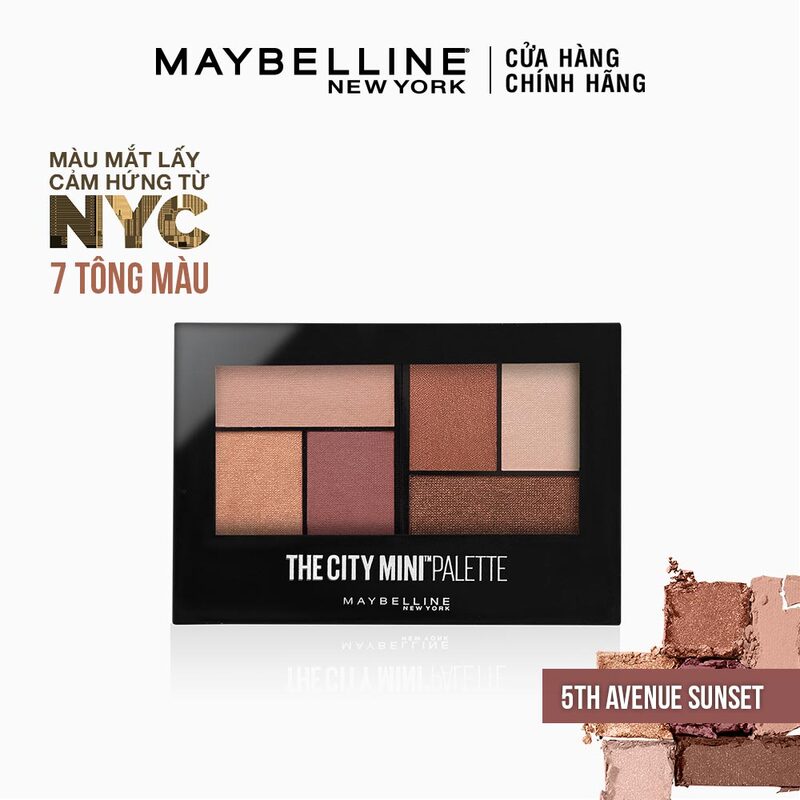 MAYBELLINE
NEW YORK
CỬA HÀNG
CHÍNH HÃNG
MÀU MẮT LẤY
CẢM HỨNG TỪ
NYC
7 TÔNG MÀU
THE CITY MINI™ PALETTE
MAYBELLINE
NEW YORK
5TH AVENUE SUNSET